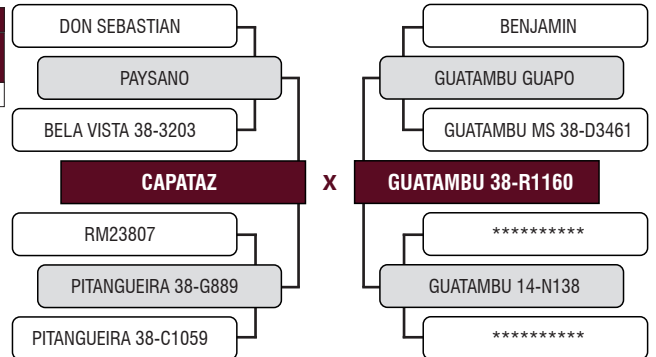 DON SEBASTIAN
PAYSANO
BELA VISTA 38-3203
CAPATAZ
RM23807
PITANGUEIRA 38-G889
PITANGUEIRA 38-C1059
X
BENJAMIN
GUATAMBU GUAPO
GUATAMBU MS 38-D3461
GUATAMBU 38-R1160
**********
GUATAMBU 14-N138
**********